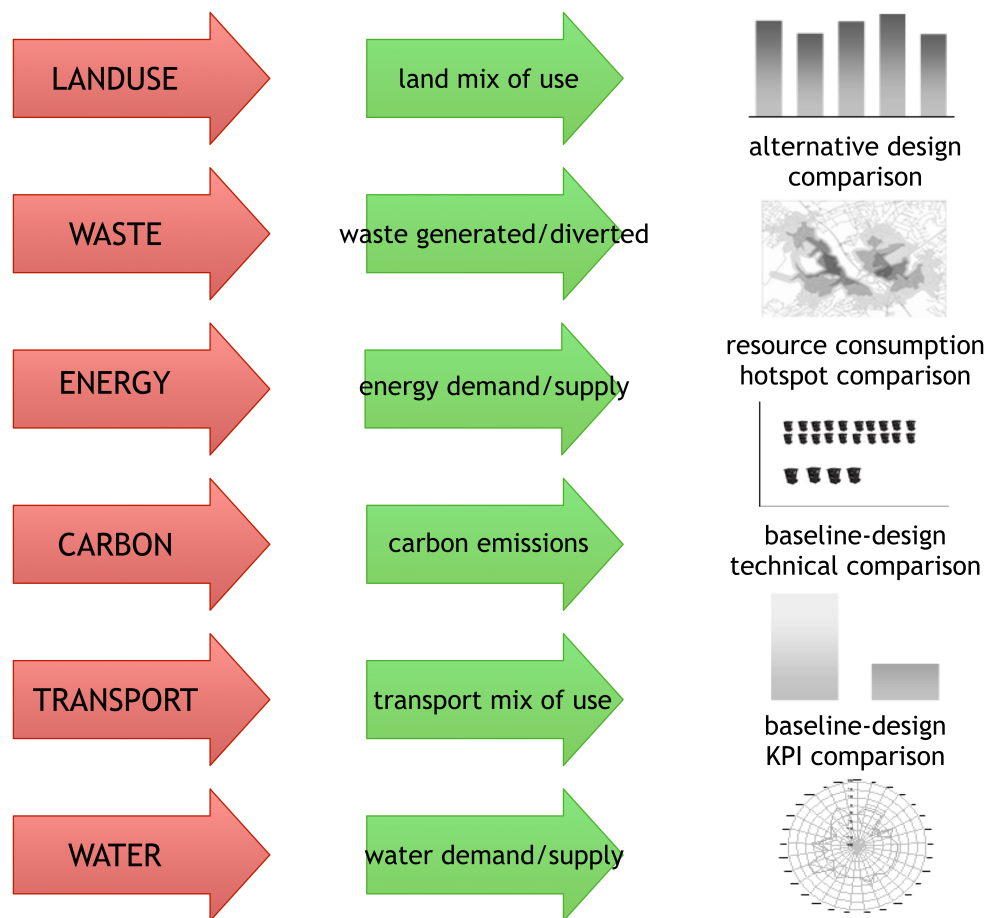 LANDUSE
land mix of use
alternative design
comparison
WASTE
waste generated/diverted
resource consumption
hotspot comparison
ENERGY
energy demand/supply
baseline-design
technical comparison
CARBON
carbon emissions
TRANSPORT
transport mix of use
baseline-design
KPI comparison
WATER
water demand/supply